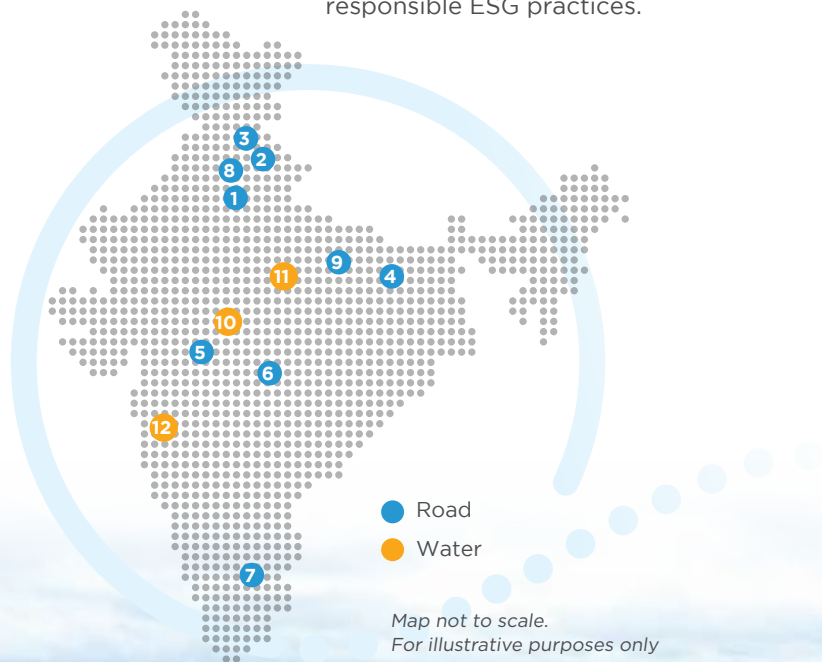 responsible ESG practices.
3
2
8
1
9
4
11
10
5
6
12
Road
Water
7
Map not to scale.
For illustrative purposes only